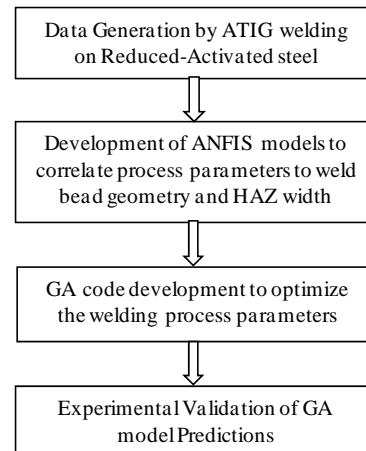 Data Generation by ATIG welding
on Reduced-Activated steel
Development of ANFIS models to
correlate process parameters to weld
bead geometry and HAZ width
GA code development to optimize
the welding process parameters
Experimental Validation of GA
model Predictions